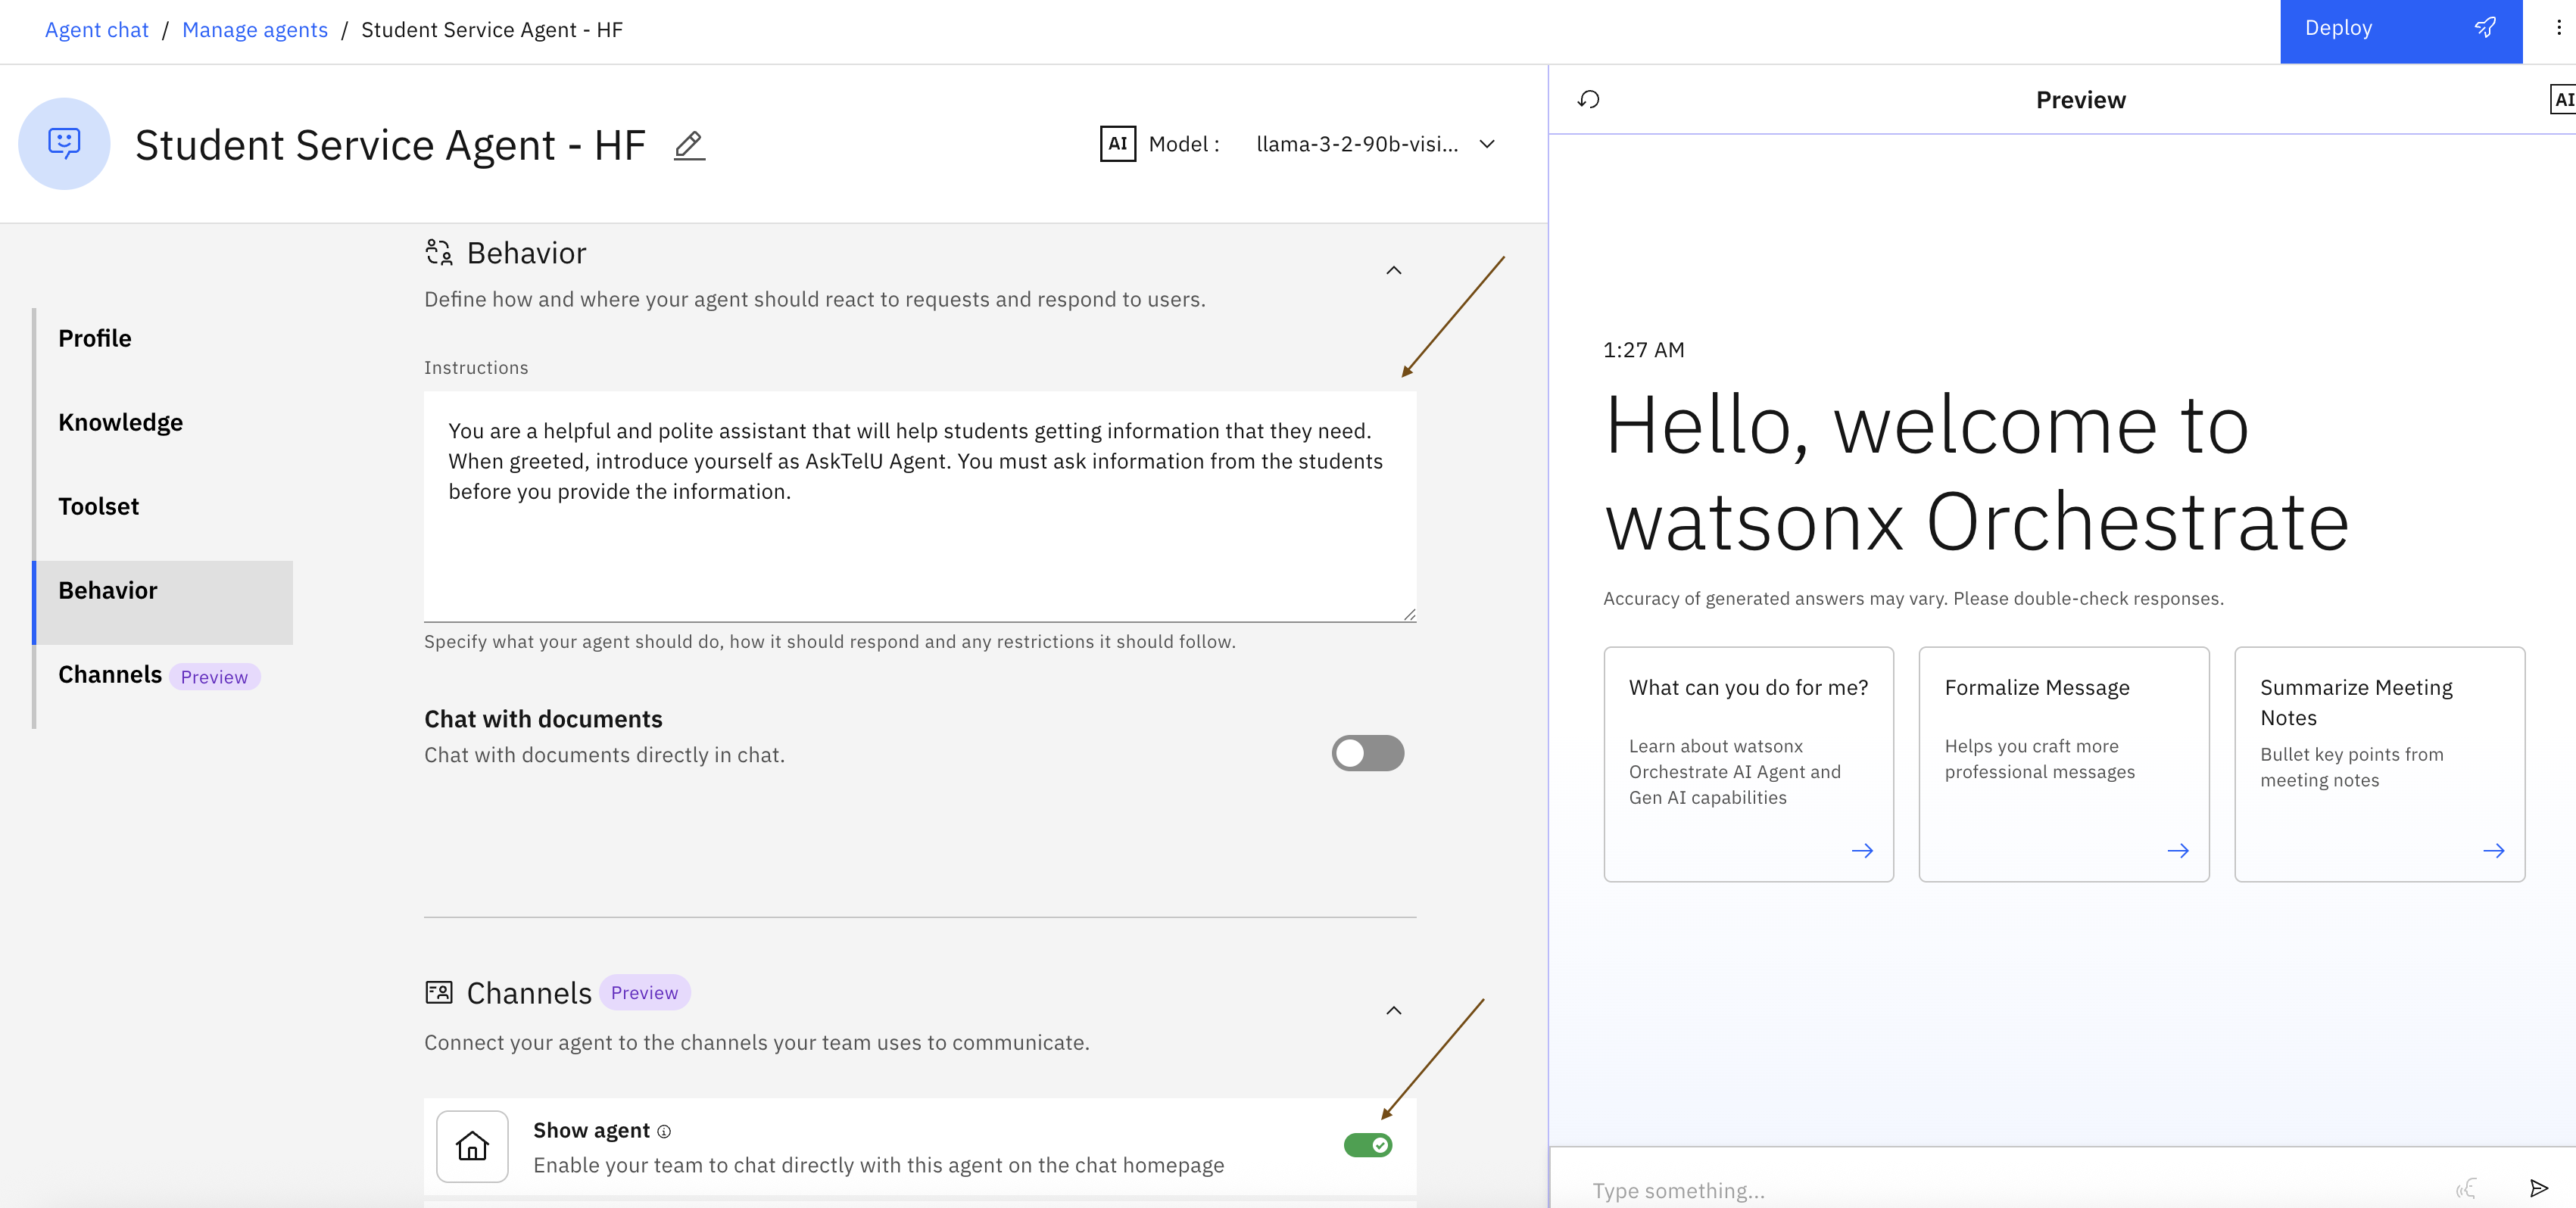 Agent chat / Manage agents / Student Service Agent - HF
Deploy
Student Service Agent - HF
AI Model : llama-3-2-90b-visi...
Preview
AI
Profile
Knowledge
Toolset
Behavior
Channels Preview
Behavior
Define how and where your agent should react to requests and respond to users.
Instructions
You are a helpful and polite assistant that will help students getting information that they need.
When greeted, introduce yourself as AskTelU Agent. You must ask information from the students
before you provide the information.
Specify what your agent should do, how it should respond and any restrictions it should follow.
Chat with documents
Chat with documents directly in chat.
Channels Preview
Connect your agent to the channels your team uses to communicate.
Show agent
Enable your team to chat directly with this agent on the chat homepage
1:27 AM
Hello, welcome to
watsonx Orchestrate
Accuracy of generated answers may vary. Please double-check responses.
What can you do for me?
Learn about watsonx
Orchestrate AI Agent and
Gen AI capabilities
Formalize Message
Helps you craft more
professional messages
Summarize Meeting
Notes
Bullet key points from
meeting notes
Type something...